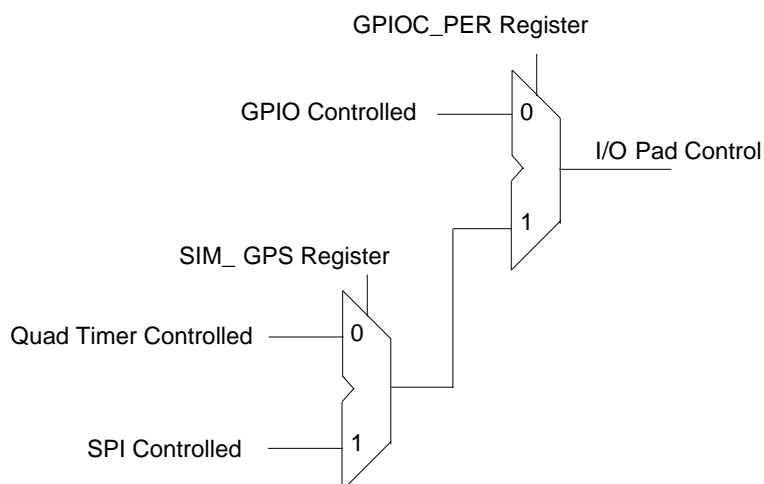 GPIOC_PER Register
GPIO Controlled
0
I/O Pad Control
1
SIM_ GPS Register
Quad Timer Controlled
0
SPI Controlled
1